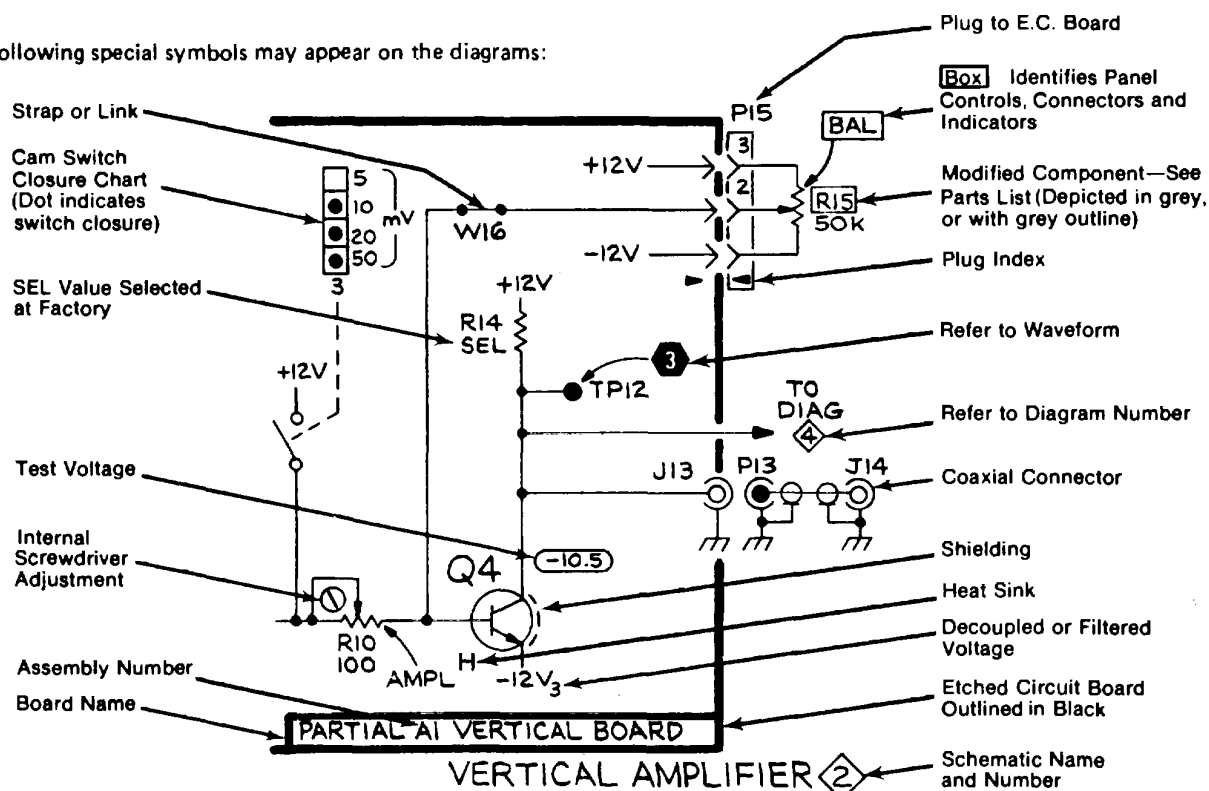 ollowing special symbols may appear on the diagrams:
Plug to E.C. Board
Box Identifies Panel
Controls, Connectors and
Indicators
Modified Component—See
Parts List (Depicted in grey,
or with grey outline)
Plug Index
Refer to Waveform
Refer to Diagram Number
Coaxial Connector
Shielding
Heat Sink
Decoupled or Filtered
Voltage
Etched Circuit Board
Outlined in Black
Schematic Name
and Number
Strap or Link
Cam Switch
Closure Chart
(Dot indicates
switch closure)
SEL Value Selected
at Factory
Test Voltage
Internal
Screwdriver
Adjustment
Assembly Number
Board Name
5
10
20
50
mV
3
+12V
W16
+12V
-12V
P15
3
2
BAL
R15
50K
+12V
R14
SEL
3
TP12
TO
DIAG
4
J13
P13
J14
-10.5
Q4
R10
100
AMPL
H
-12V3
PARTIAL A1 VERTICAL BOARD
VERTICAL AMPLIFIER 2